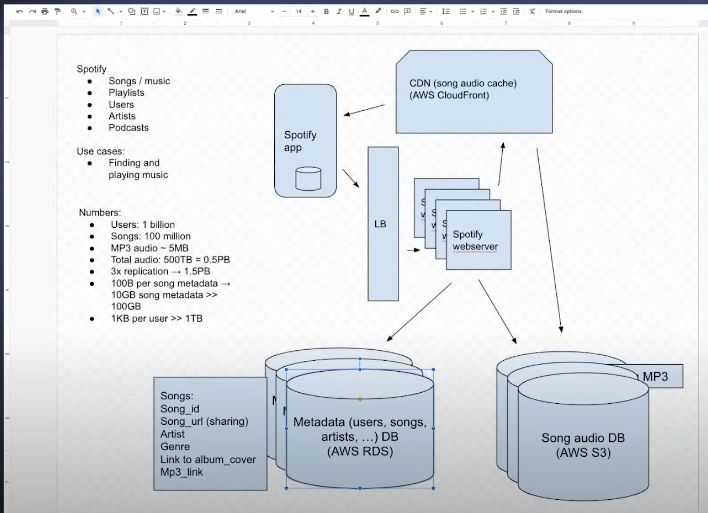 Arial
14
B I U A
Format options
Spotify
Songs / music
Playlists
Users
Artists
Podcasts
Use cases:
Finding and
playing music
Numbers:
Users: 1 billion
Songs: 100 million
MP3 audio ~ 5MB
Total audio: 500TB = 0.5PB
3x replication → 1.5PB
100B per song metadata →
10GB song metadata >>
100GB
1KB per user >> 1TB
Spotify
app
CDN (song audio cache)
(AWS CloudFront)
LB
Spotify
webserver
Songs:
Song_id
Song_url (sharing)
Artist
Genre
Link to album_cover
Mp3_link
Metadata (users, songs,
artists, …) DB
(AWS RDS)
MP3
Song audio DB
(AWS S3)